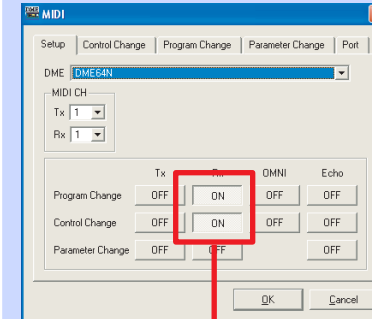 MIDI
Setup Control Change Program Change Parameter Change Port
DME DME64N
MIDI CH
Tx 1
Rx 1
Tx Rx OMNI Echo
Program Change OFF ON OFF OFF
Control Change OFF ON OFF OFF
Parameter Change OFF OFF OFF
OK Cancel